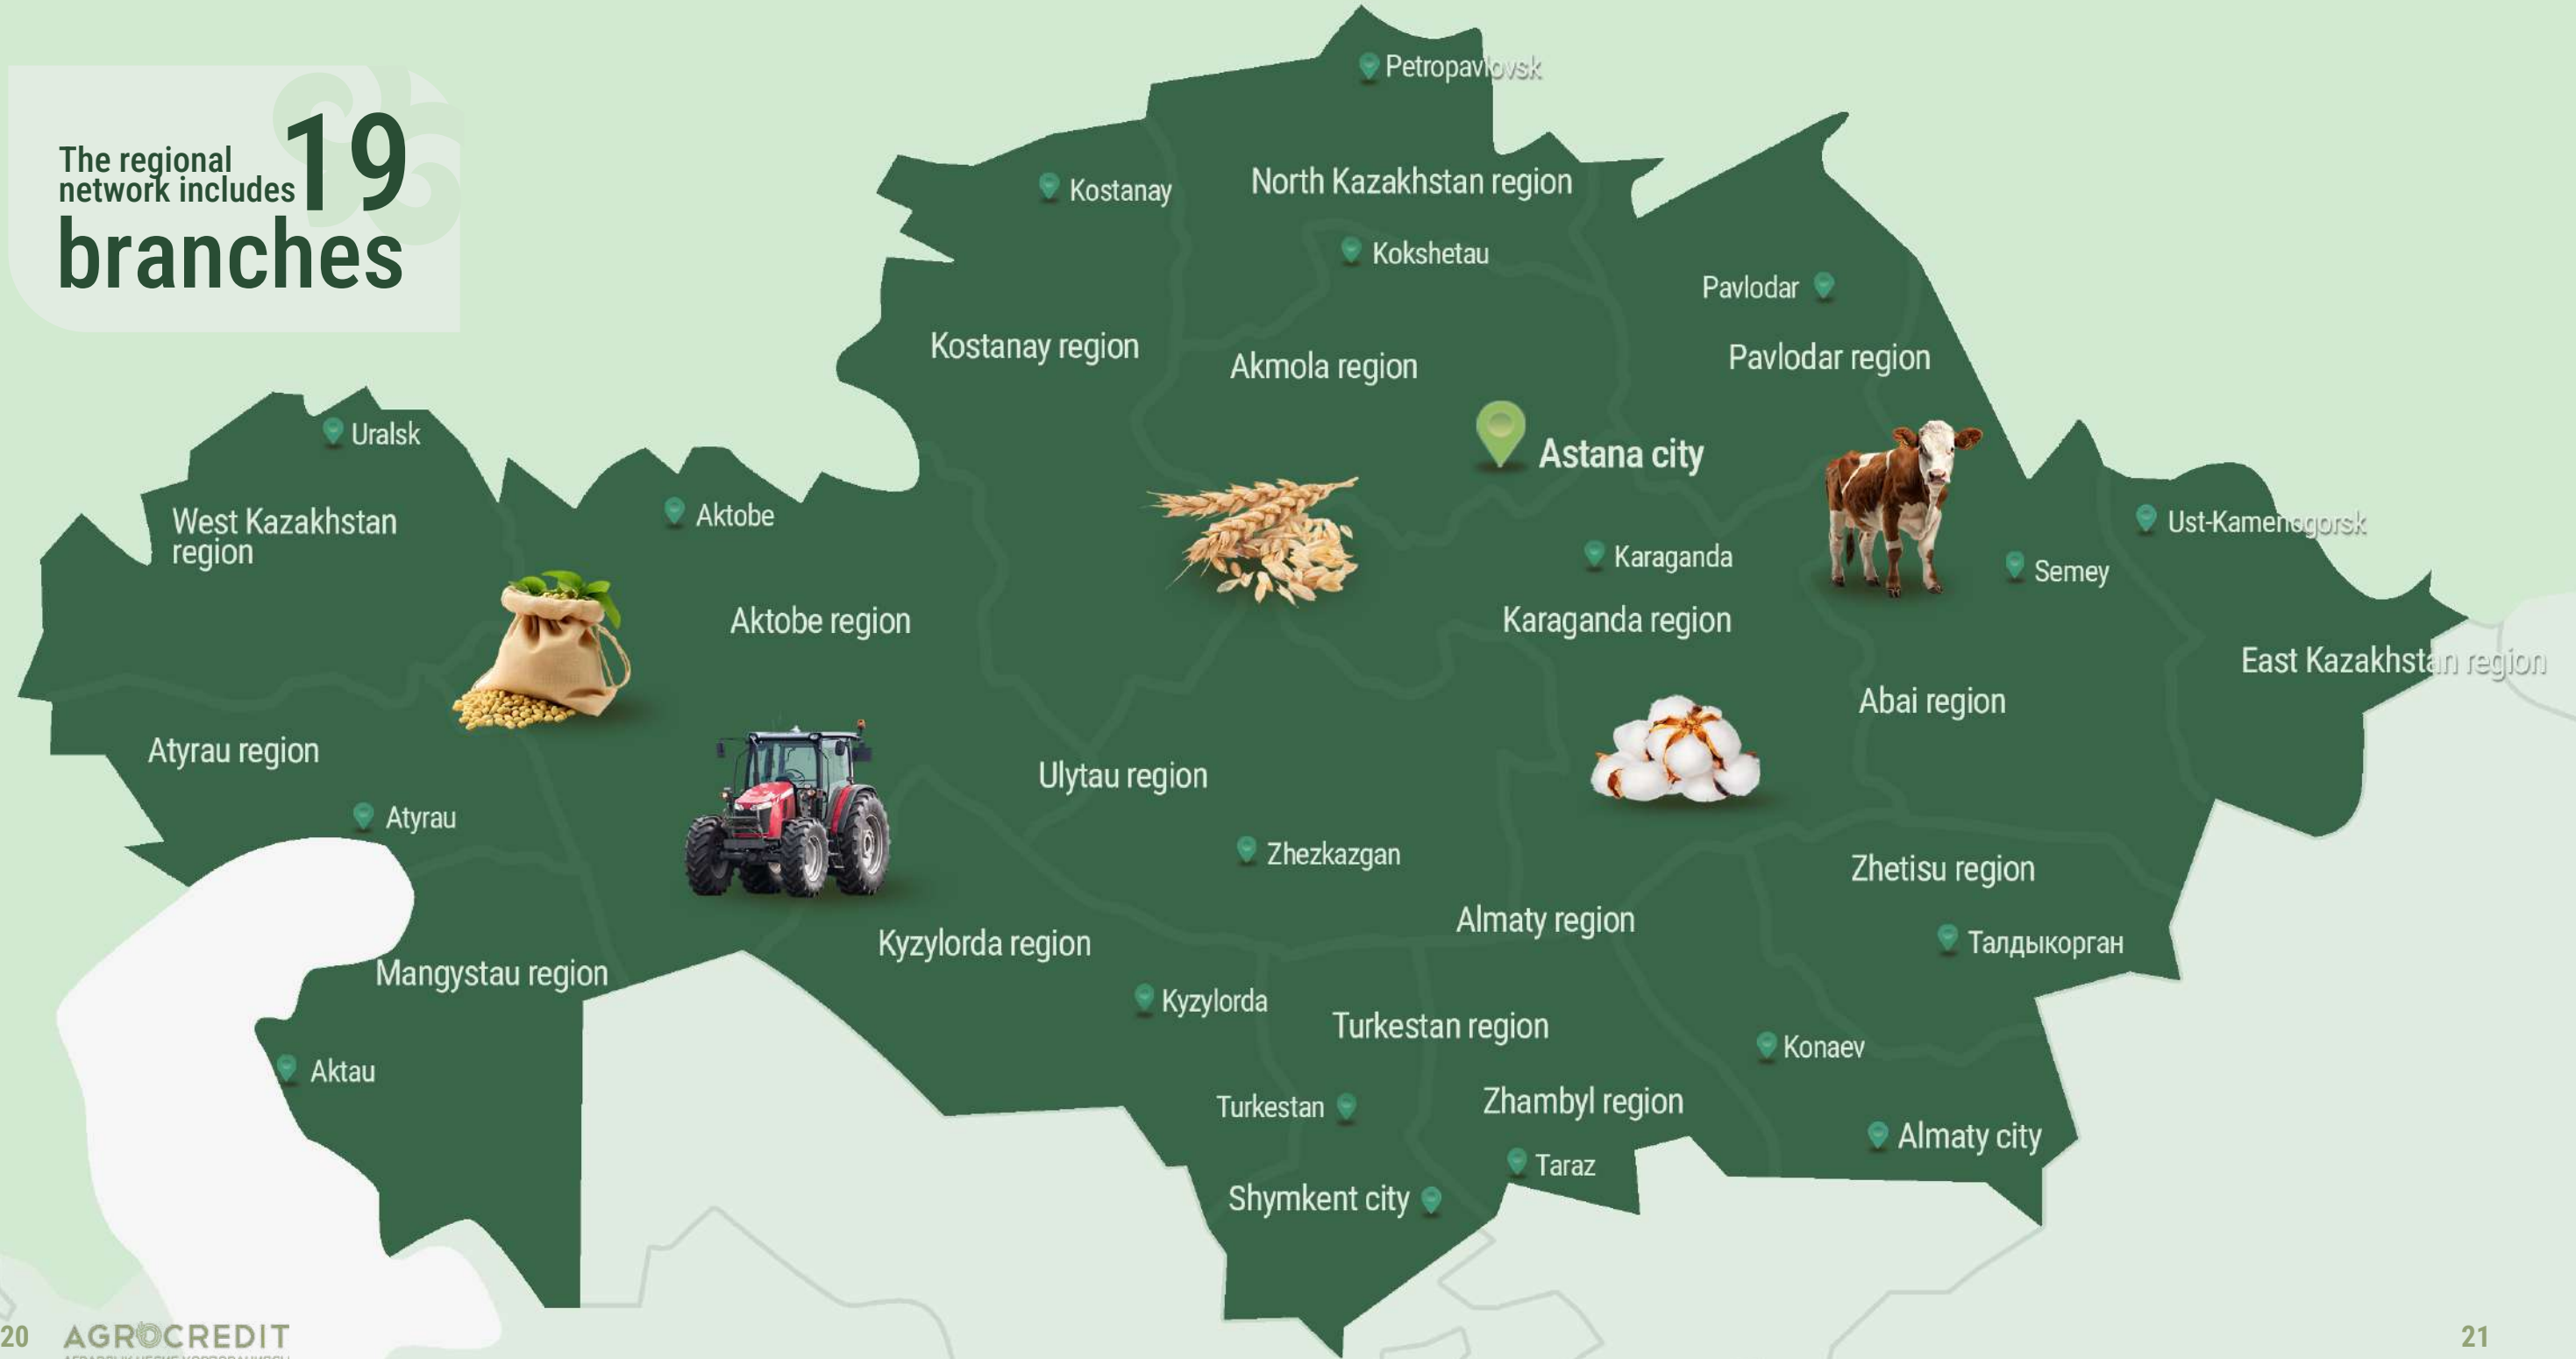 The regional
network includes
19
branches
Petropavlovsk
Kostanay
North Kazakhstan region
Kokshetau
Pavlodar
Kostanay region
Akmola region
Pavlodar region
Uralsk
Astana city
West Kazakhstan
region
Aktobe
Ust-Kamenogorsk
Karaganda
Semey
Aktobe region
Karaganda region
East Kazakhstan region
Abai region
Atyrau region
Ulytau region
Atyrau
Zhezkazgan
Zhetisu region
Almaty region
Kyzylorda region
Талдыкорган
Mangystau region
Kyzylorda
Turkestan region
Konaev
Aktau
Turkestan
Zhambyl region
Almaty city
Taraz
Shymkent city
20
AGROCREDIT
21